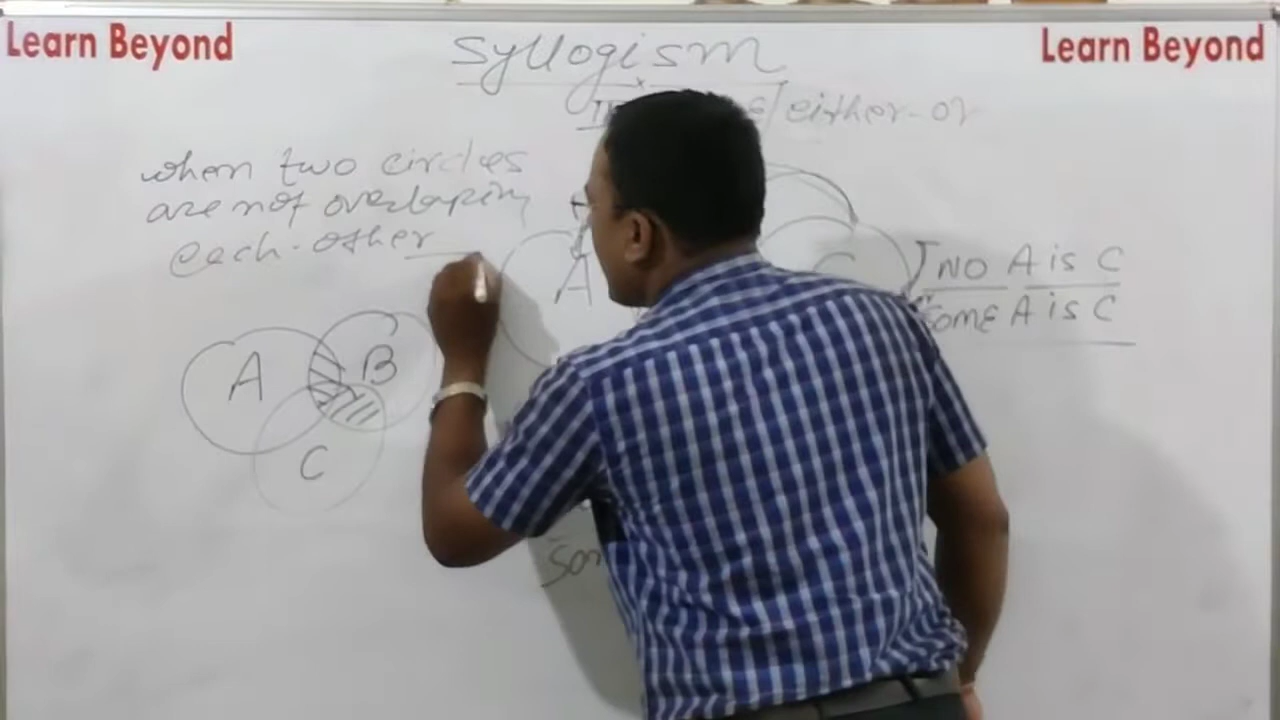 Learn Beyond
Learn Beyond
Syllogism
either-or
when two circles
are not overlaping
each-other
A
B
C
A
NO A is C
SOME A is C